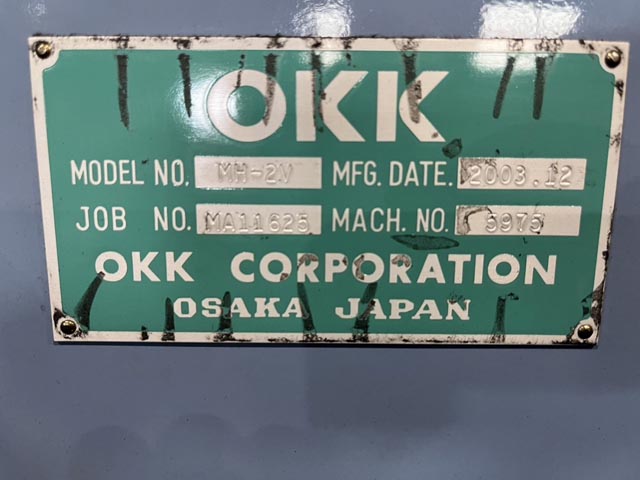 OKK
MODEL NO. MH-2V MFG. DATE. 2003.12
JOB NO. MA11625 MACH. NO. 5975
OKK CORPORATION
OSAKA JAPAN